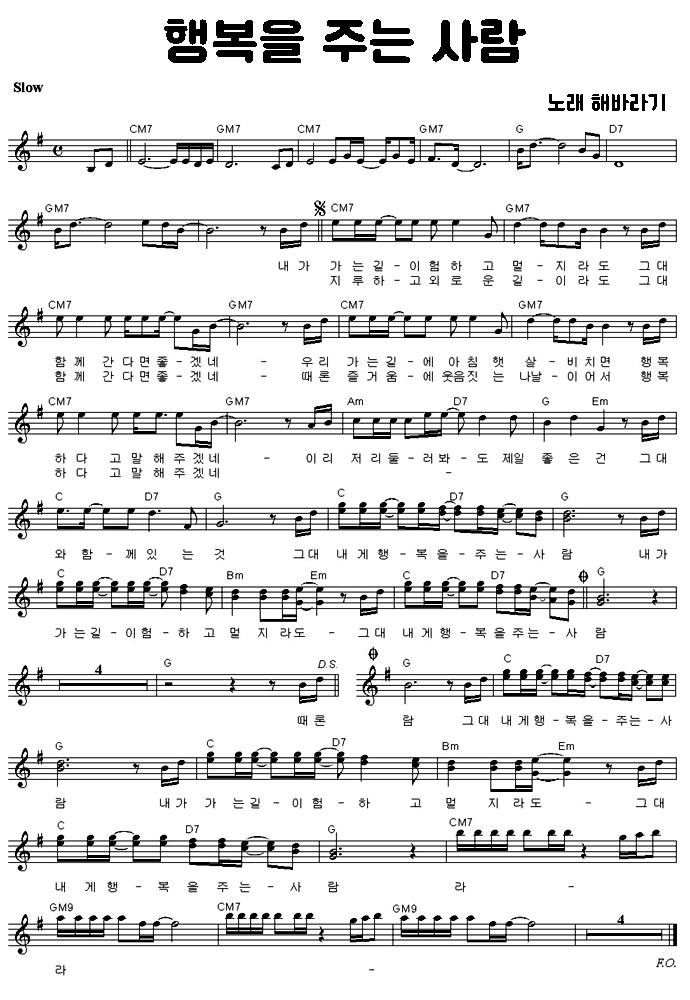 행복을 주는 사람
Slow
노래 해바라기
CM7 GM7 CM7 GM7 G D7
GM7 CM7 GM7
내가 가는길-이험하 고 멀-지라도 그대
지루하-고외로 운 길-이라도 그대
CM7 GM7 CM7 GM7
함께 간다면좋-겠네 - 우리 가는길-에아침 햇 살-비치면 행복
함께 간다면좋-겠네 - 때론 즐거움-에웃음짓 는 나날-이어서 행복
CM7 GM7 Am D7 G Em
하다 고말해주겠네 - 이리 저리둘-러봐-도 제일 좋은건 그대
하다 고말해주겠네 -
C D7 G C D7 G
와함-께있 는 것 그대 내게행-복을-주는-사람 내가
C D7 Bm Em C D7 G
가는길-이험-하 고 멀 지라도- 그대 내게행-복을주는-사 람
4 G D.S. G C D7
때론 람 그대 내게행-복을-주는-사
G C D7 Bm Em
람 내가 가는길-이험-하 고 멀 지라도 - 그대
C D7 G CM7
내게행-복을주는-사람 라 -
GM9 CM7 GM9 4
라 - F.O.